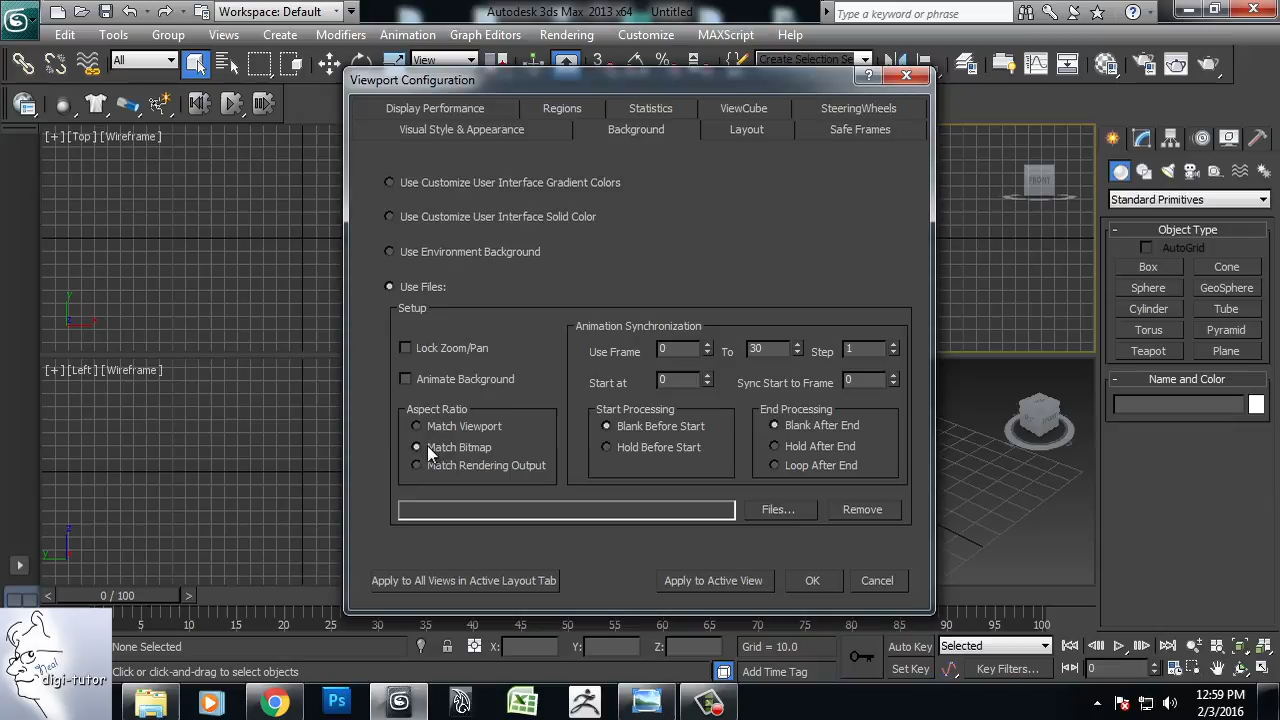 Workspace: Default
Autodesk 3ds Max 2013 x64
Untitled
Type a keyword or phrase
Edit Tools Group Views Create Modifiers Animation Graph Editors Rendering Customize MAXScript Help
All
View
3
Create Selection Se
Viewport Configuration
Display Performance Regions Statistics ViewCube SteeringWheels
Visual Style & Appearance Background Layout Safe Frames
[+] [Top] [Wireframe]
FRONT
Use Customize User Interface Gradient Colors
Standard Primitives
Use Customize User Interface Solid Color
- Object Type
AutoGrid
Use Environment Background
Box Cone
Use Files:
Sphere GeoSphere
Setup
Cylinder Tube
Animation Synchronization
Torus Pyramid
Lock Zoom/Pan
Use Frame 0 To 30 Step 1
Teapot Plane
[+] [Left] [Wireframe]
Animate Background
Start at 0 Sync Start to Frame 0
- Name and Color
Aspect Ratio Start Processing End Processing
Match Viewport Blank Before Start Blank After End
Match Bitmap Hold Before Start Hold After End
Match Rendering Output Loop After End
Files... Remove
Apply to All Views in Active Layout Tab Apply to Active View OK Cancel
< 0 / 100 >
30 35 40 45 50 55 60 65 70 75 80 85 90 95 100
None Selected X: Y: Z: Grid = 10.0 Auto Key Selected
Click or click-and-drag to select objects Add Time Tag Set Key Key Filters... 0
Neal
digi-Tutor
Ps
12:59 PM
2/3/2016